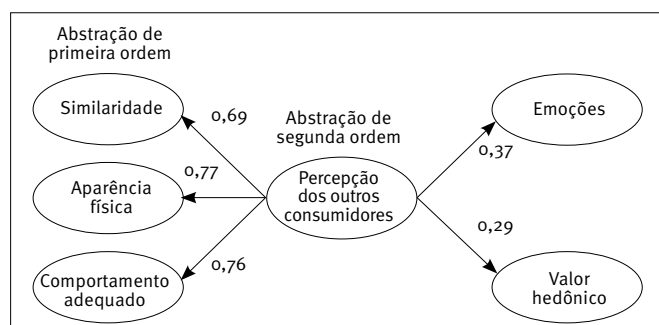 Abstração de
primeira ordem
Similaridade
0,69
Abstração de
segunda ordem
Emoções
0,37
Aparência
física
0,77
Percepção
dos outros
consumidores
0,29
Comportamento
adequado
0,76
Valor
hedônico